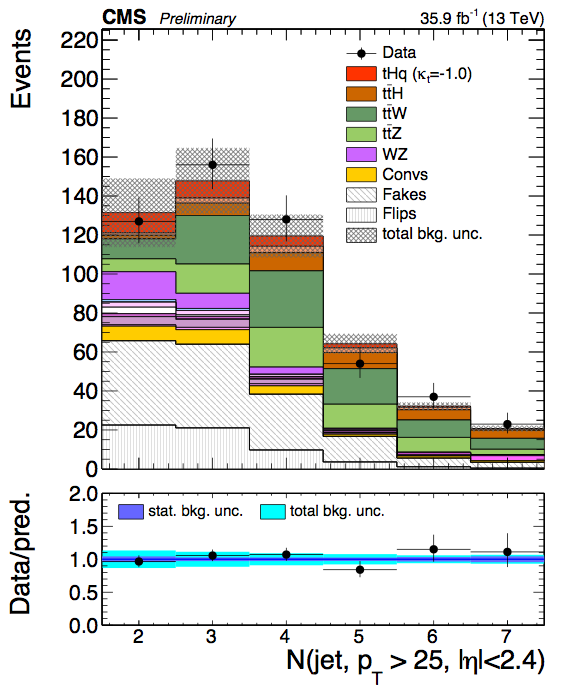 CMS Preliminary 35.9 fb⁻¹ (13 TeV)
Events
220
200
180
160
140
120
100
80
60
40
20
0
Data
tHq (κt=-1.0)
tt̄H
tt̄W
tt̄Z
WZ
Convs
Fakes
Flips
total bkg. unc.
Data/pred.
2.0
1.5
1.0
0.5
0.0
stat. bkg. unc. total bkg. unc.
2 3 4 5 6 7
N(jet, pT > 25, |η|<2.4)